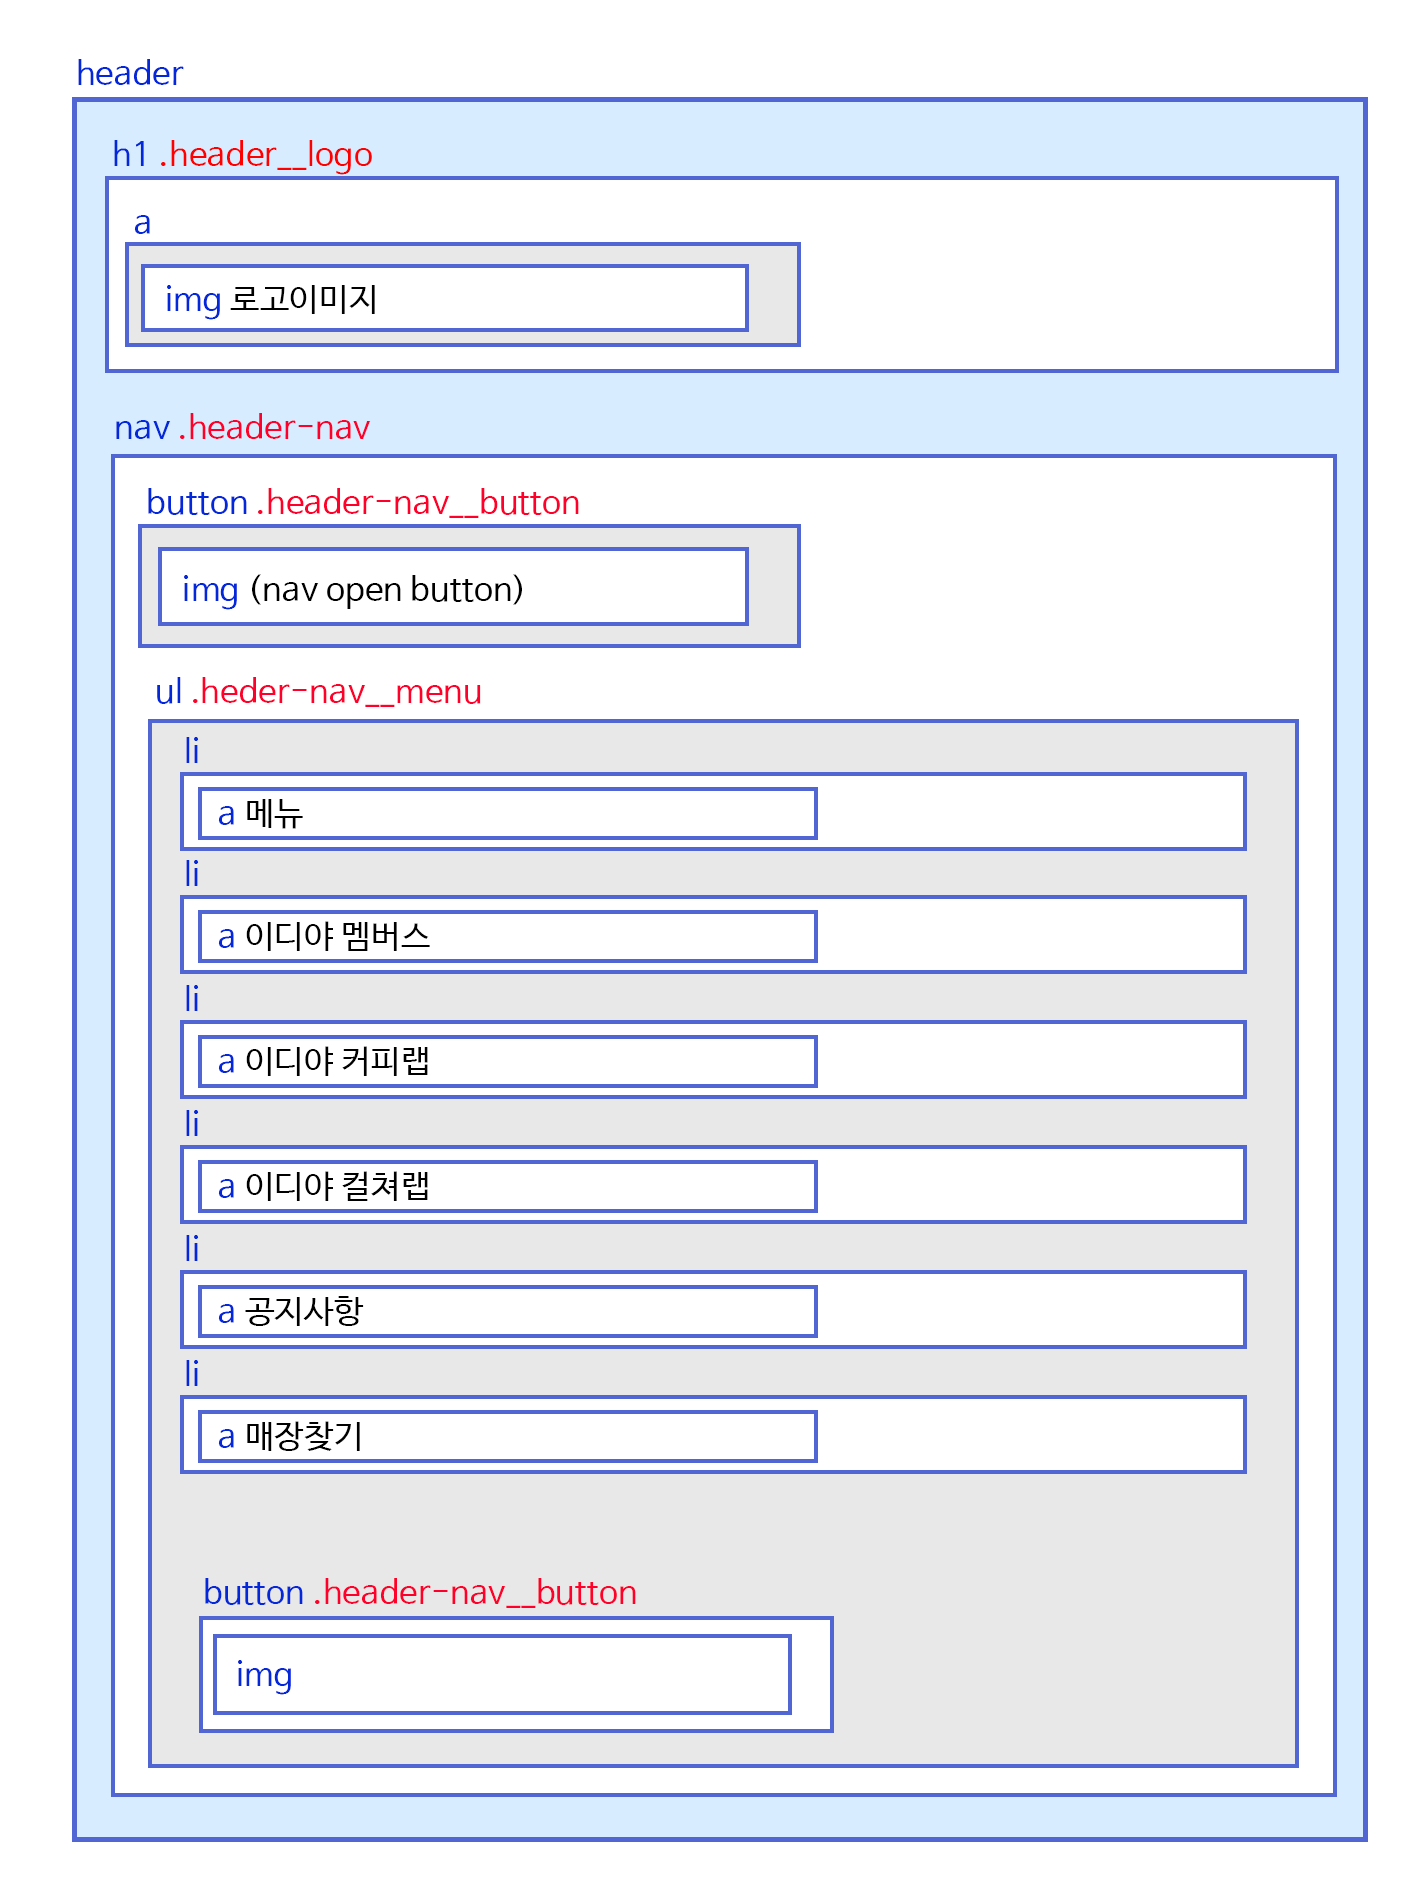 header
h1 .header__logo
a
img 로고이미지
nav .header-nav
button .header-nav__button
img (nav open button)
ul .heder-nav__menu
li
a 메뉴
li
a 이디야 멤버스
li
a 이디야 커피랩
li
a 이디야 컬쳐랩
li
a 공지사항
li
a 매장찾기
button .header-nav__button
img